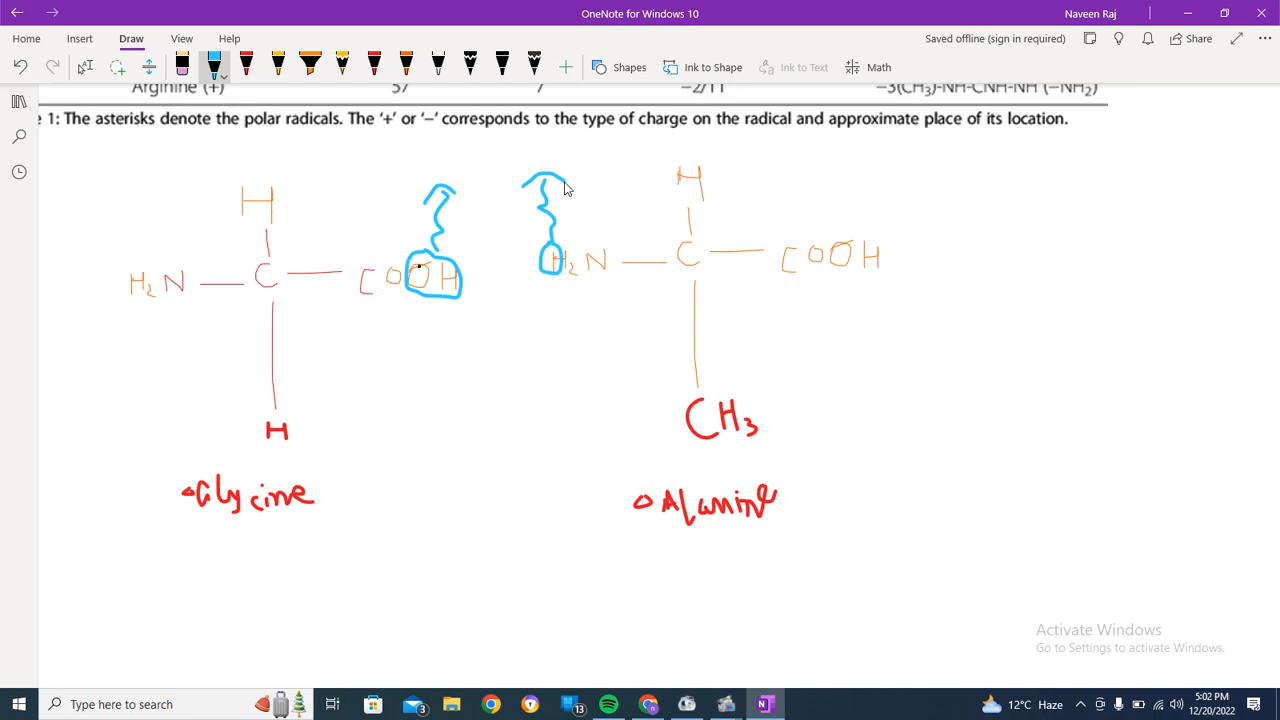 OneNote for Windows 10
Naveen Raj
Home Insert Draw View Help
Saved offline (sign in required)
Share
Shapes
Ink to Shape
Ink to Text
Math
Arginine (+) 57 7 −2/11 −3(CH₃)-NH-CNH-NH (−NH₂)
e 1: The asterisks denote the polar radicals. The '+' or '−' corresponds to the type of charge on the radical and approximate place of its location.
H
H₂N C COOH
H
Glycine
H
H₂N C COOH
CH₃
Alanine
Activate Windows
Go to Settings to activate Windows.
Type here to search
3
13
12°C Haze
ENG
5:02 PM
12/20/2022